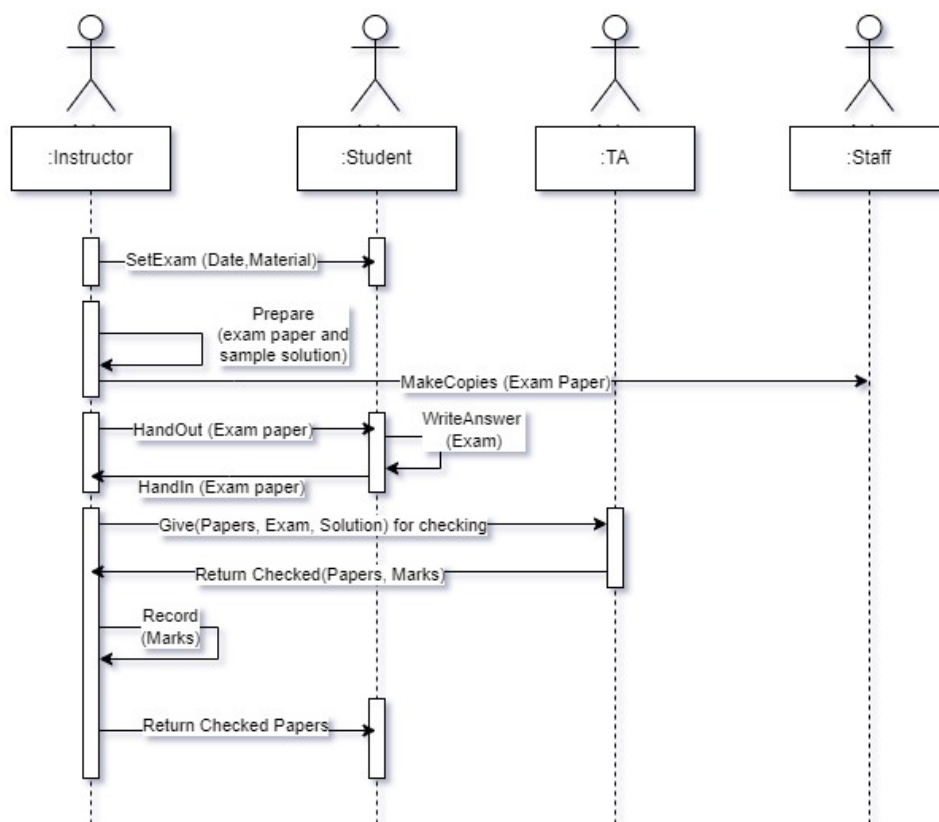 :Instructor
:Student
:TA
:Staff
SetExam (Date,Material)
Prepare
(exam paper and
sample solution)
MakeCopies (Exam Paper)
HandOut (Exam paper)
WriteAnswer
(Exam)
HandIn (Exam paper)
Give(Papers, Exam, Solution) for checking
Return Checked(Papers, Marks)
Record
(Marks)
Return Checked Papers